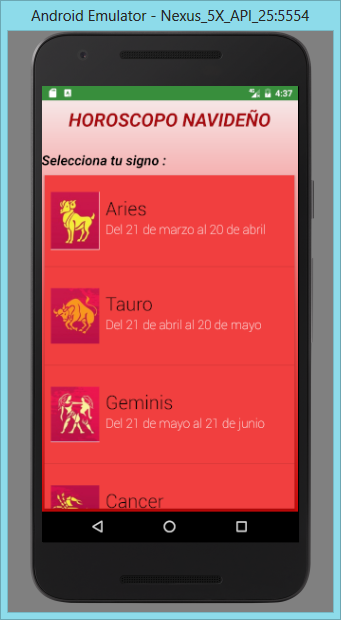 Android Emulator - Nexus_5X_API_25:5554
4:37
HOROSCOPO NAVIDEÑO
Selecciona tu signo :
Aries
Del 21 de marzo al 20 de abril
Tauro
Del 21 de abril al 20 de mayo
Geminis
Del 21 de mayo al 21 de junio
Cancer